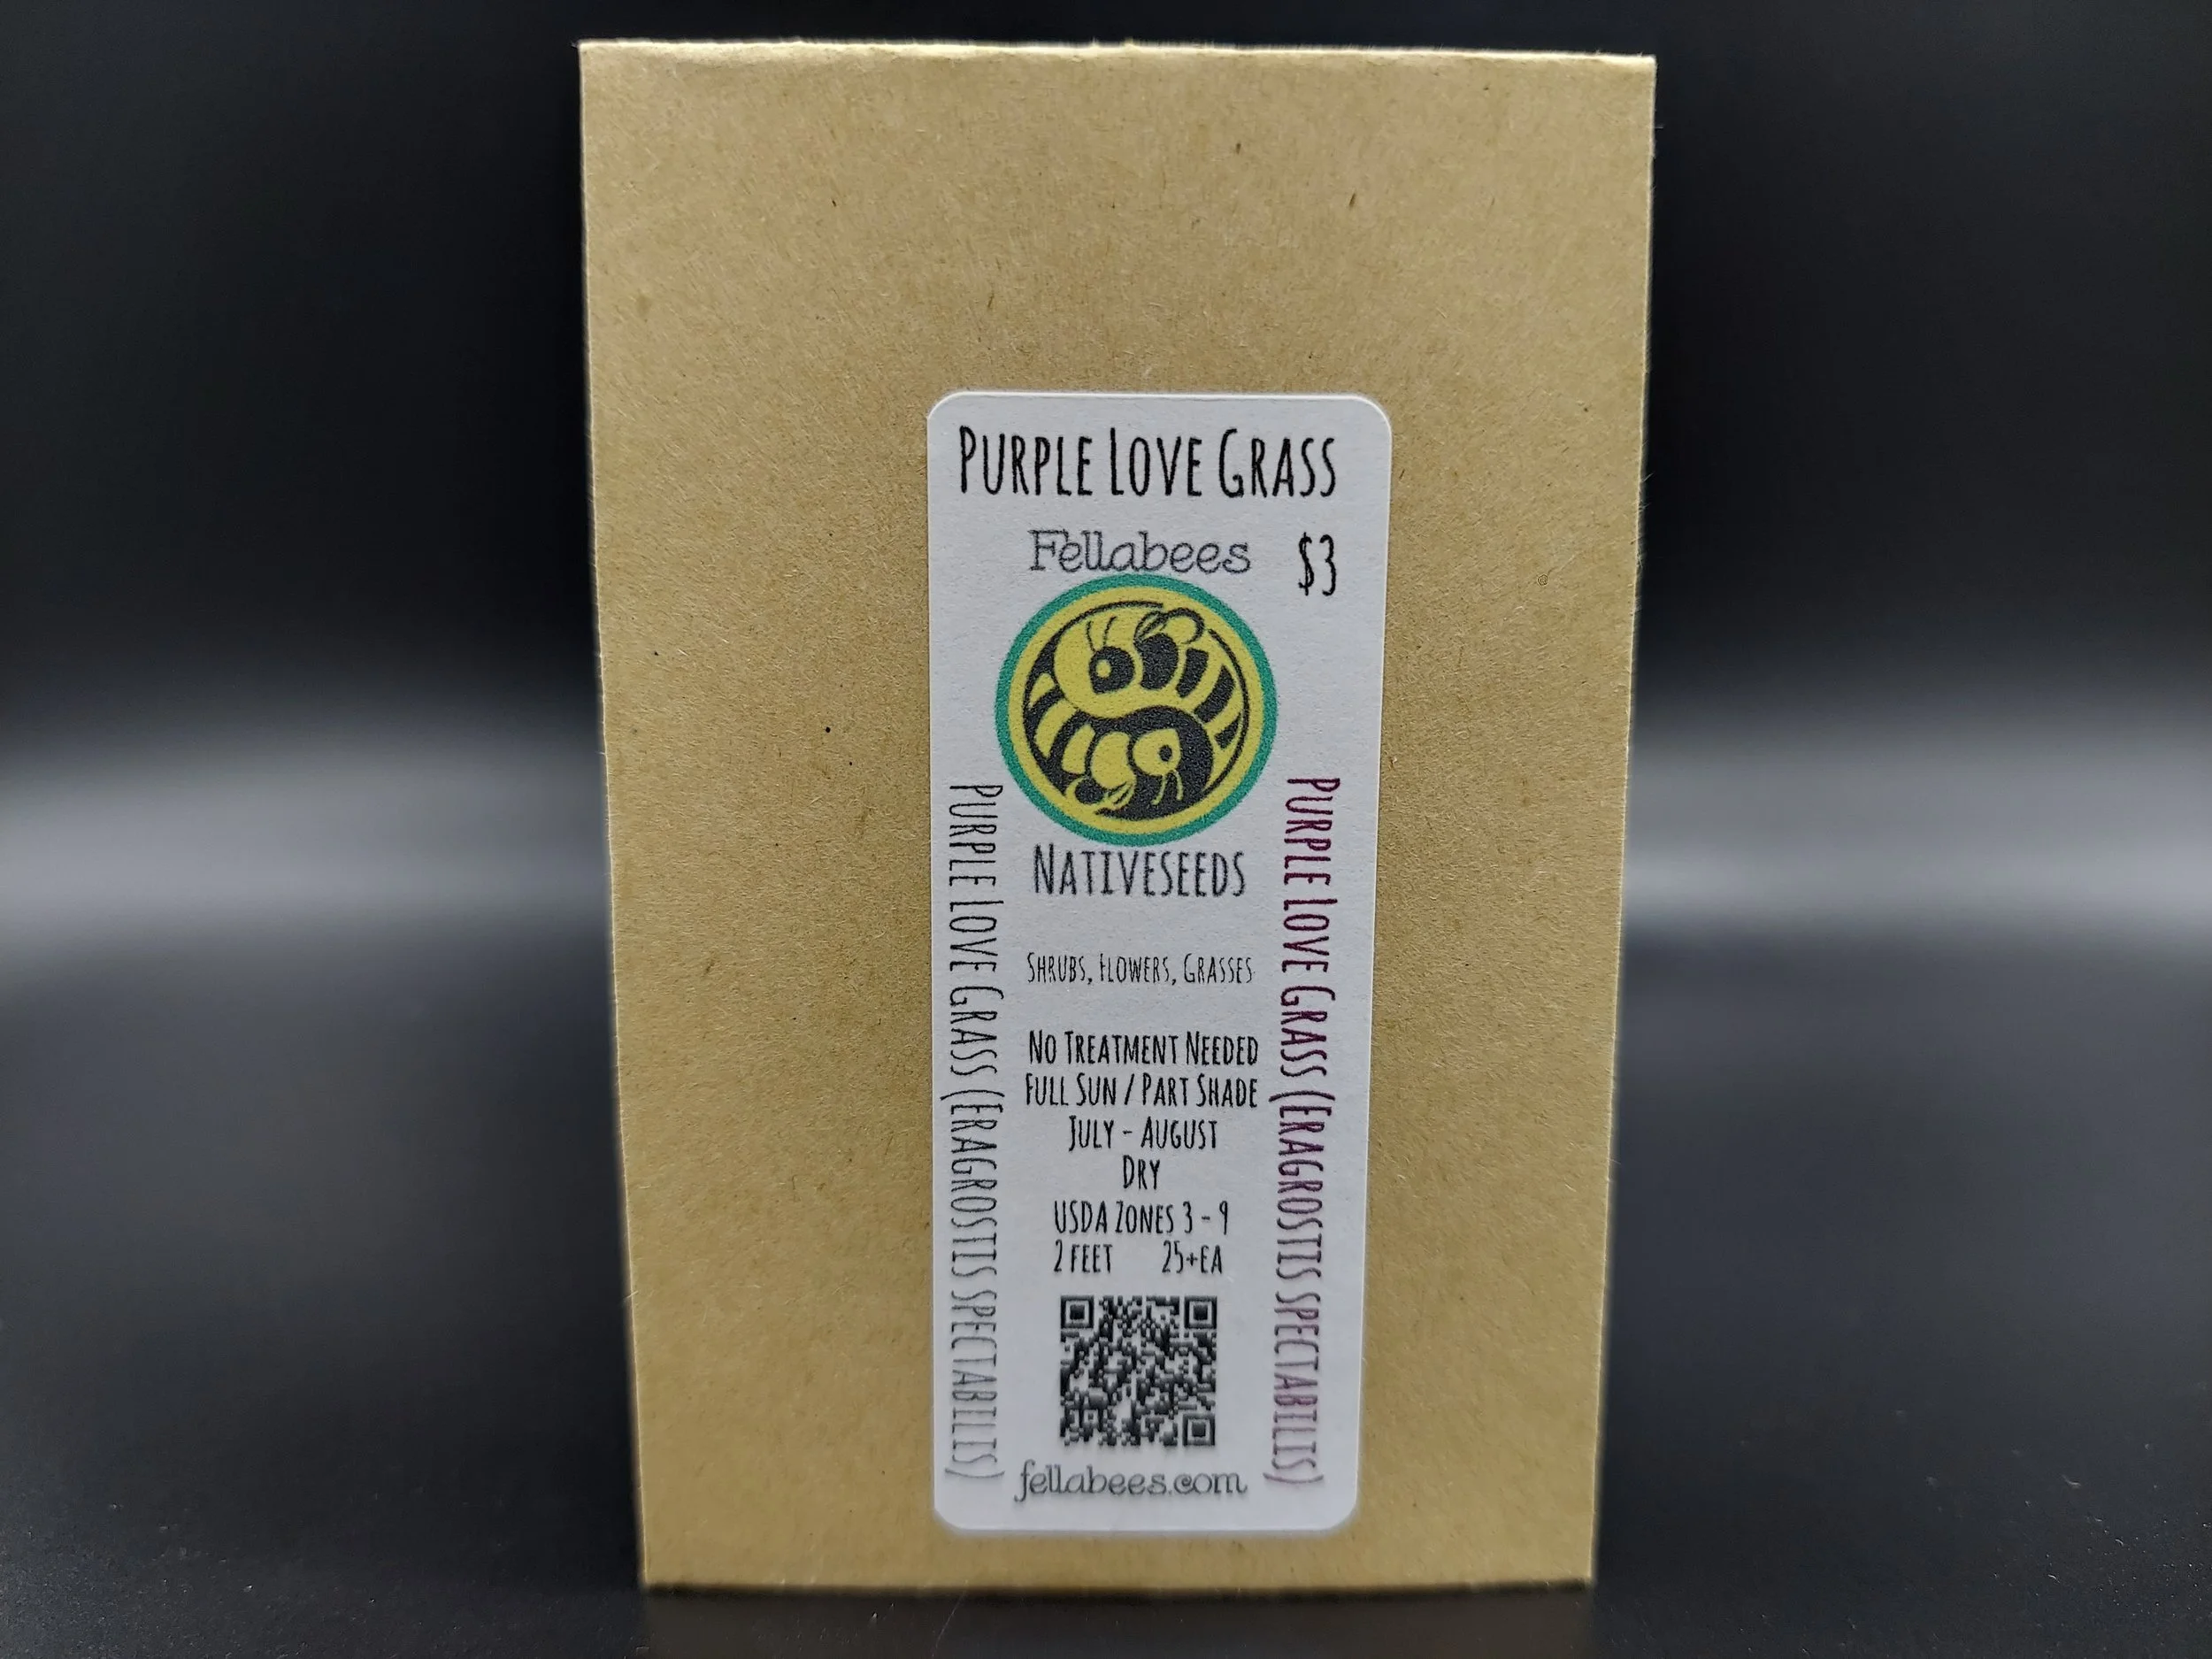 PURPLE LOVE GRASS
Fellabees $3
NATIVESEEDS
SHRUBS, FLOWERS, GRASSES
NO TREATMENT NEEDED
FULL SUN / PART SHADE
JULY - AUGUST
DRY
USDA ZONES 3 - 9
2 FEET 25+EA
fellabees.com
PURPLE LOVE GRASS (ERAGROSTIS SPECTABILIS)
PURPLE LOVE GRASS (ERAGROSTIS SPECTABILIS)